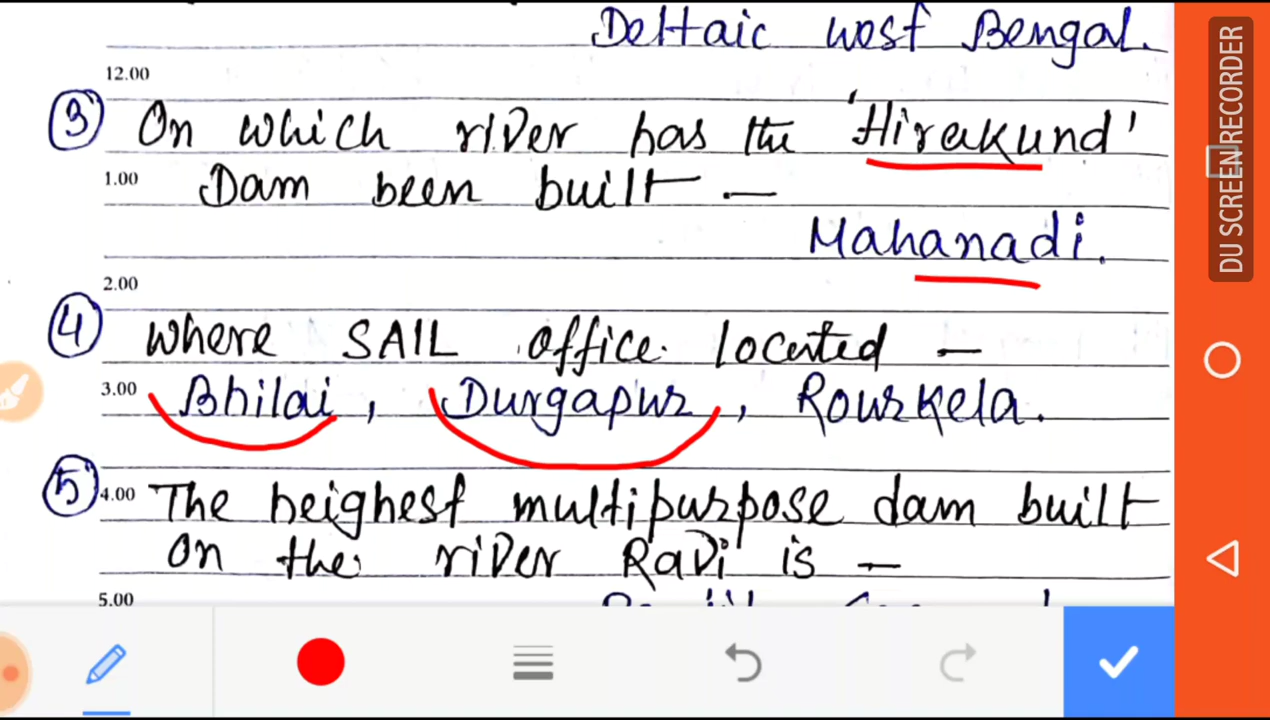 Deltaic west Bengal.
12.00
③ On which river has the 'Hirakund'
1.00
Dam been built —
Mahanadi.
2.00
④ where SAIL office located —
3.00
Bhilai, Durgapur, Rourkela.
⑤ 4.00 The heighest multipurpose dam built
on the river Ravi is —
5.00
DU SCREEN RECORDER